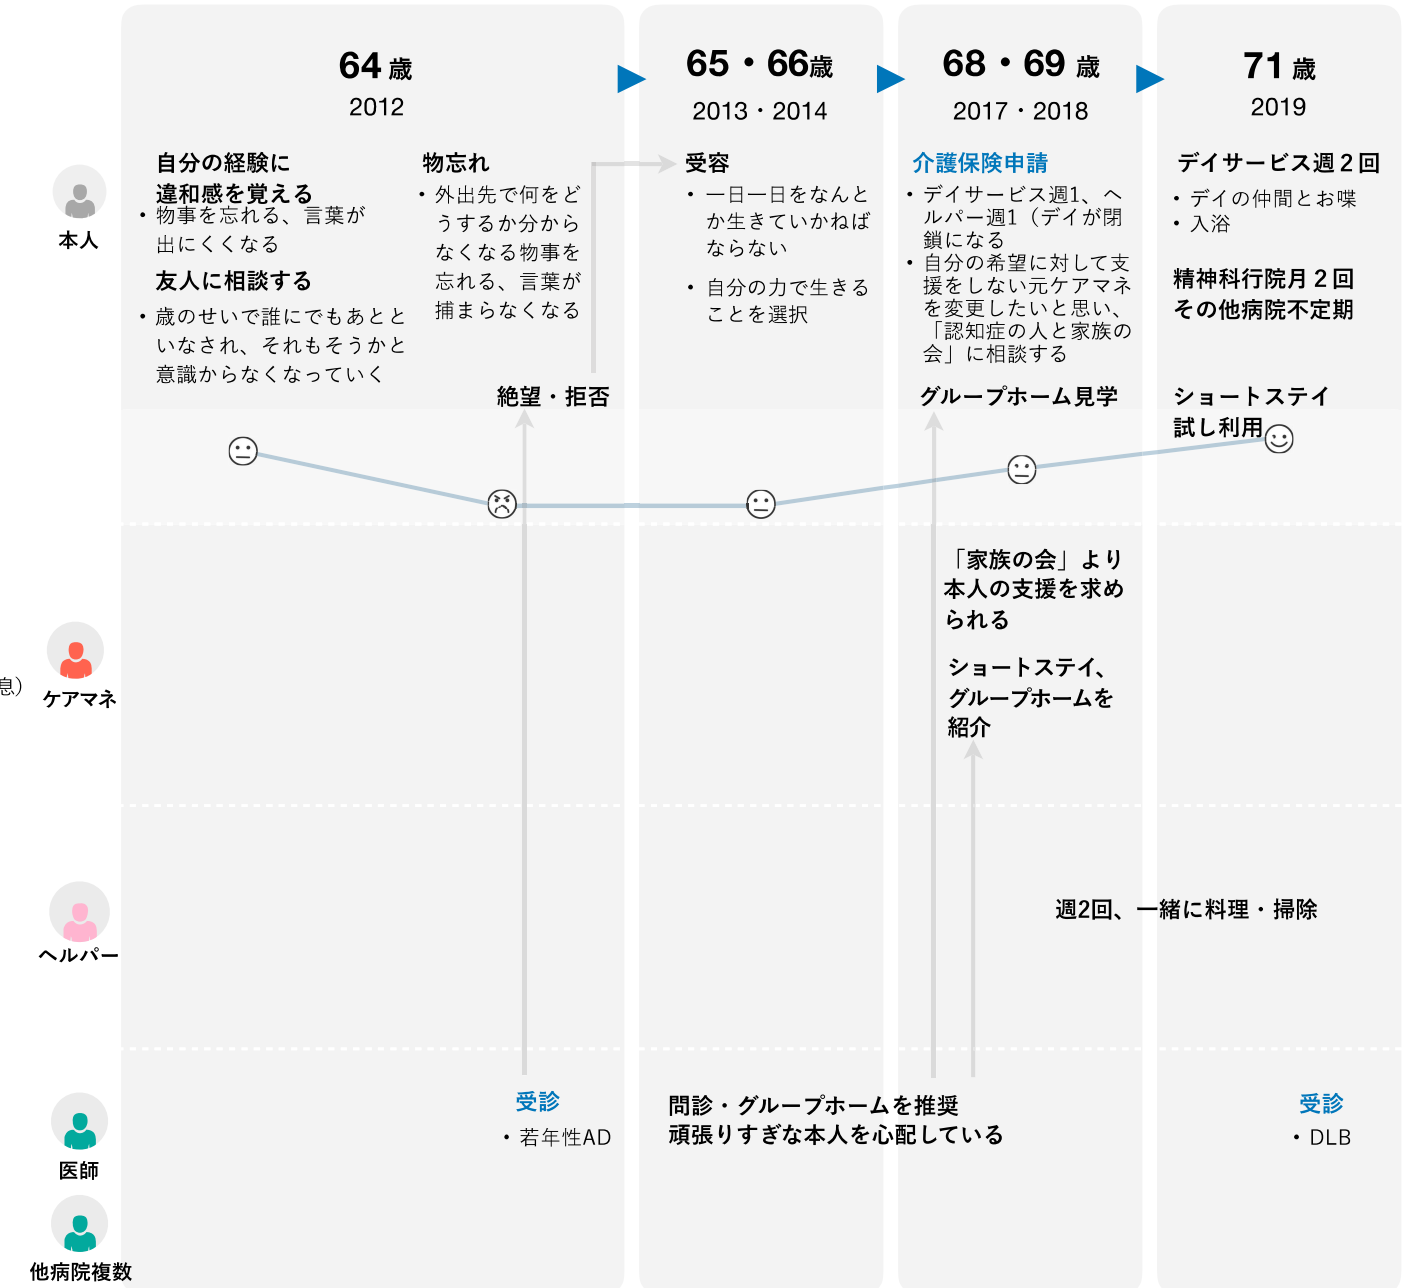 64 歳
2012
65・66歳
2013・2014
68・69 歳
2017・2018
71 歳
2019
本人
自分の経験に
違和感を覚える
・物事を忘れる、言葉が
出にくくなる
友人に相談する
・歳のせいで誰にでもあとと
いなされ、それもそうかと
意識からなくなっていく
物忘れ
・外出先で何をど
うするか分から
なくなる物事を
忘れる、言葉が
捕まらなくなる
絶望・拒否
受容
・一日一日をなんと
か生きていかねば
ならない
・自分の力で生きる
ことを選択
介護保険申請
・デイサービス週1、ヘ
ルパー週1（デイが閉
鎖になる
・自分の希望に対して支
援をしない元ケアマネ
を変更したいと思い、
「認知症の人と家族の
会」に相談する
グループホーム見学
デイサービス週２回
・デイの仲間とお喋
・入浴
精神科行院月２回
その他病院不定期
ショートステイ
試し利用
息）
ケアマネ
「家族の会」より
本人の支援を求め
られる
ショートステイ、
グループホームを
紹介
ヘルパー
週2回、一緒に料理・掃除
医師
受診
・若年性AD
問診・グループホームを推奨
頑張りすぎな本人を心配している
受診
・DLB
他病院複数